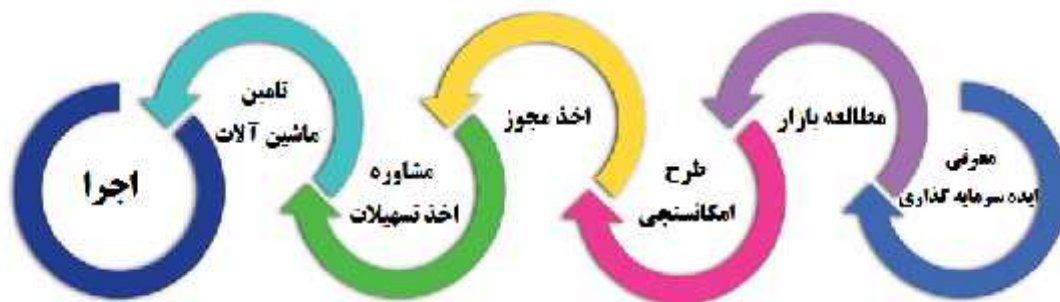 معرفی
ایده سرمایه گذاری
مطالعه بازار
طرح
امکانسنجی
اخذ مجوز
مشاوره
اخذ تسهیلات
تامین
ماشین آلات
اجرا